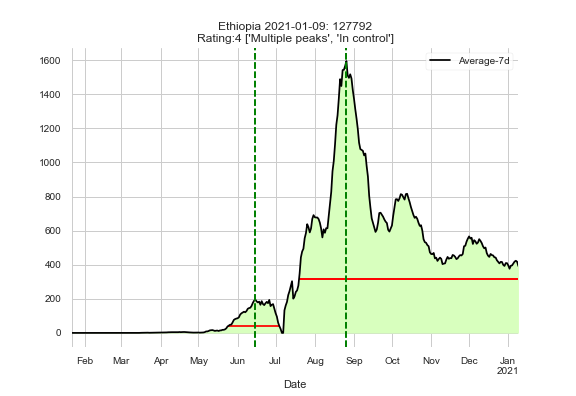 Ethiopia 2021-01-09: 127792
Rating:4 ['Multiple peaks', 'In control']
Average-7d
1600
1400
1200
1000
800
600
400
200
0
Feb Mar Apr May Jun Jul Aug Sep Oct Nov Dec Jan
2021
Date